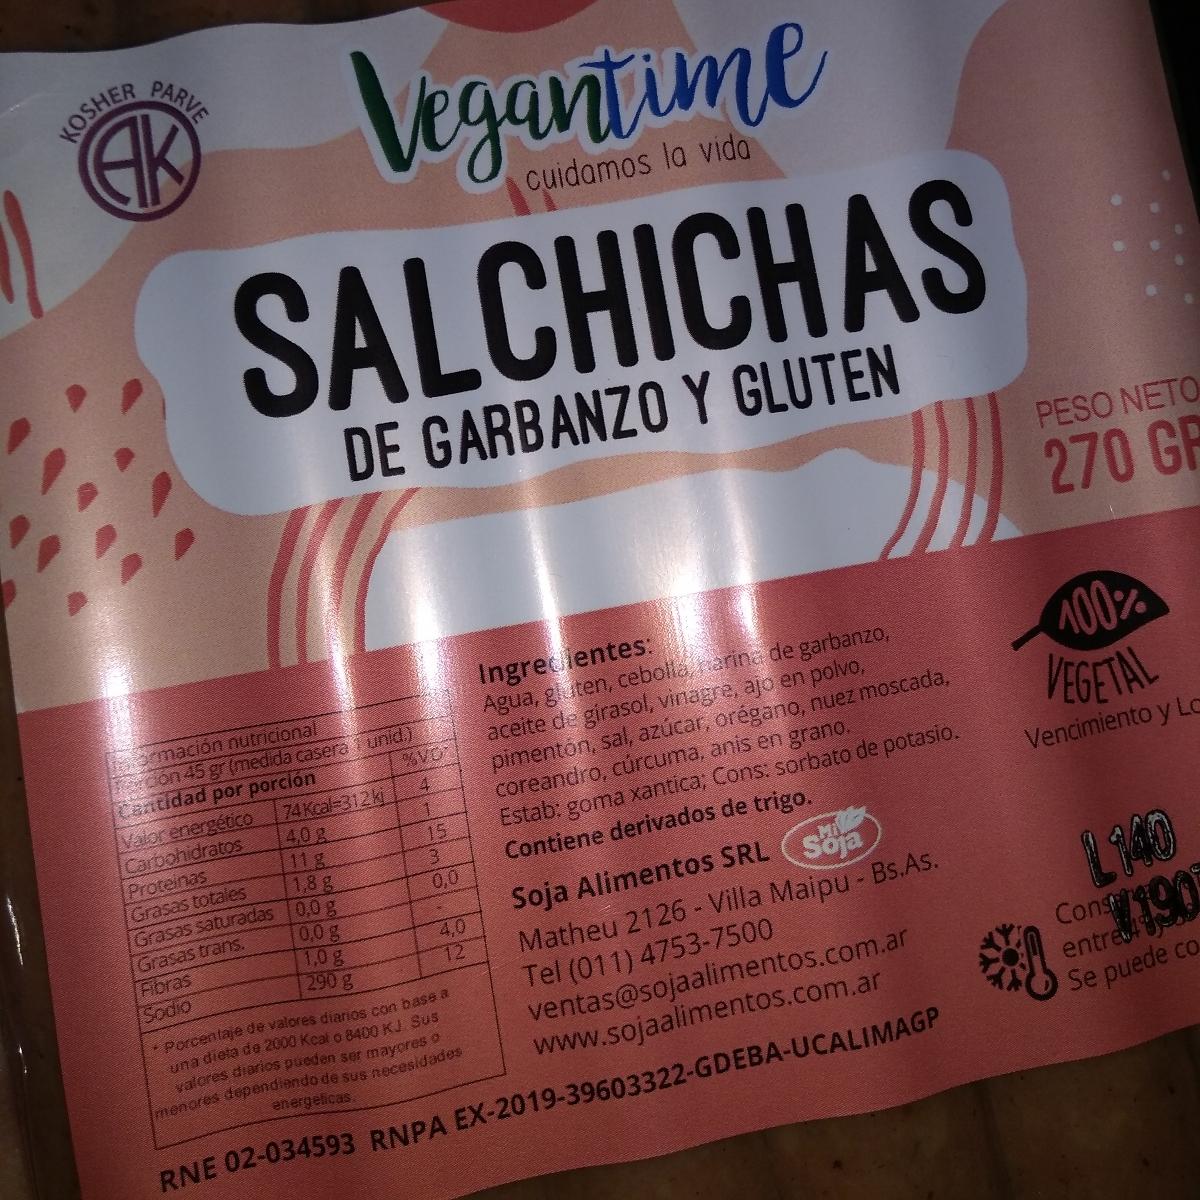 KOSHER PARVE
AK
Vegantime
cuidamos la vida
SALCHICHAS
DE GARBANZO Y GLUTEN
PESO NETO
270 GR
100%
VEGETAL
Vencimiento y Lo
L140
V190
Cons
entre
Se puede co
Información nutricional
Porción 45 gr (medida casera 1 unid.)
Cantidad por porción %VD*
Valor energético 74Kcal=312kj 4
Carbohidratos 4,0 g 1
Proteínas 11 g 15
Grasas totales 1,8 g 3
Grasas saturadas 0,0 g 0,0
Grasas trans. 0,0 g -
Fibras 1,0 g 4,0
Sodio 290 g 12
* Porcentaje de valores diarios con base a
una dieta de 2000 Kcal o 8400 KJ. Sus
valores diarios pueden ser mayores o
menores dependiendo de sus necesidades
energeticas.
Ingredientes:
Agua, gluten, cebolla, harina de garbanzo,
aceite de girasol, vinagre, ajo en polvo,
pimentón, sal, azúcar, orégano, nuez moscada,
coreandro, cúrcuma, anis en grano.
Estab: goma xantica; Cons: sorbato de potasio.
Contiene derivados de trigo.
Soja Alimentos SRL
Mi Soja
Matheu 2126 - Villa Maipu - Bs.As.
Tel (011) 4753-7500
ventas@sojaalimentos.com.ar
www.sojaalimentos.com.ar
RNE 02-034593 RNPA EX-2019-39603322-GDEBA-UCALIMAGP